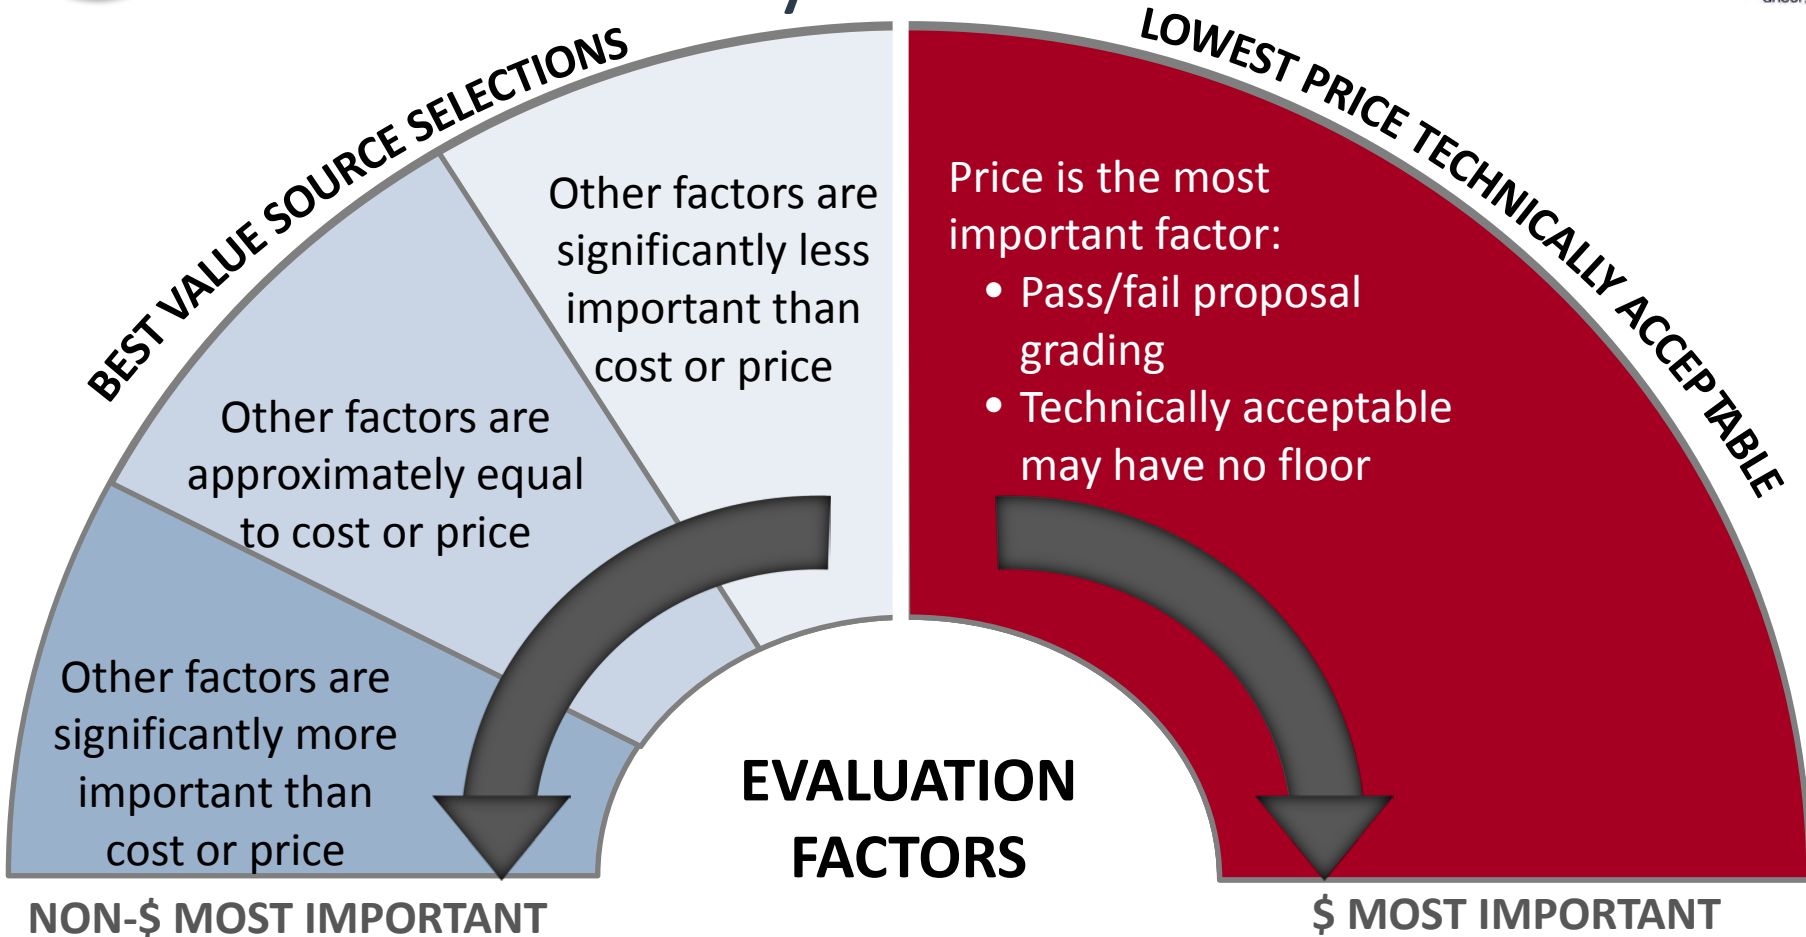 BEST VALUE SOURCE SELECTIONS
LOWEST PRICE TECHNICALLY ACCEPTABLE
Other factors are
significantly less
important than
cost or price
Price is the most
important factor:
• Pass/fail proposal
grading
• Technically acceptable
may have no floor
Other factors are
approximately equal
to cost or price
Other factors are
significantly more
important than
cost or price
EVALUATION
FACTORS
NON-$ MOST IMPORTANT
$ MOST IMPORTANT